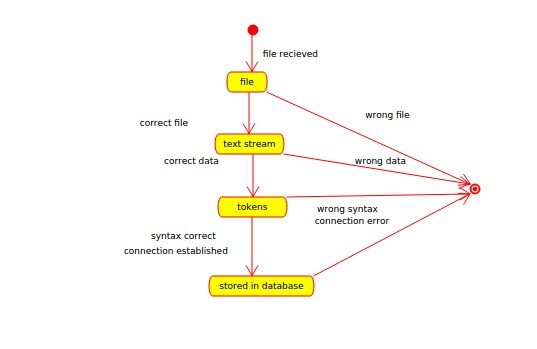 file recieved
file
wrong file
correct file
text stream
correct data
wrong data
tokens
wrong syntax
connection error
syntax correct
connection established
stored in database